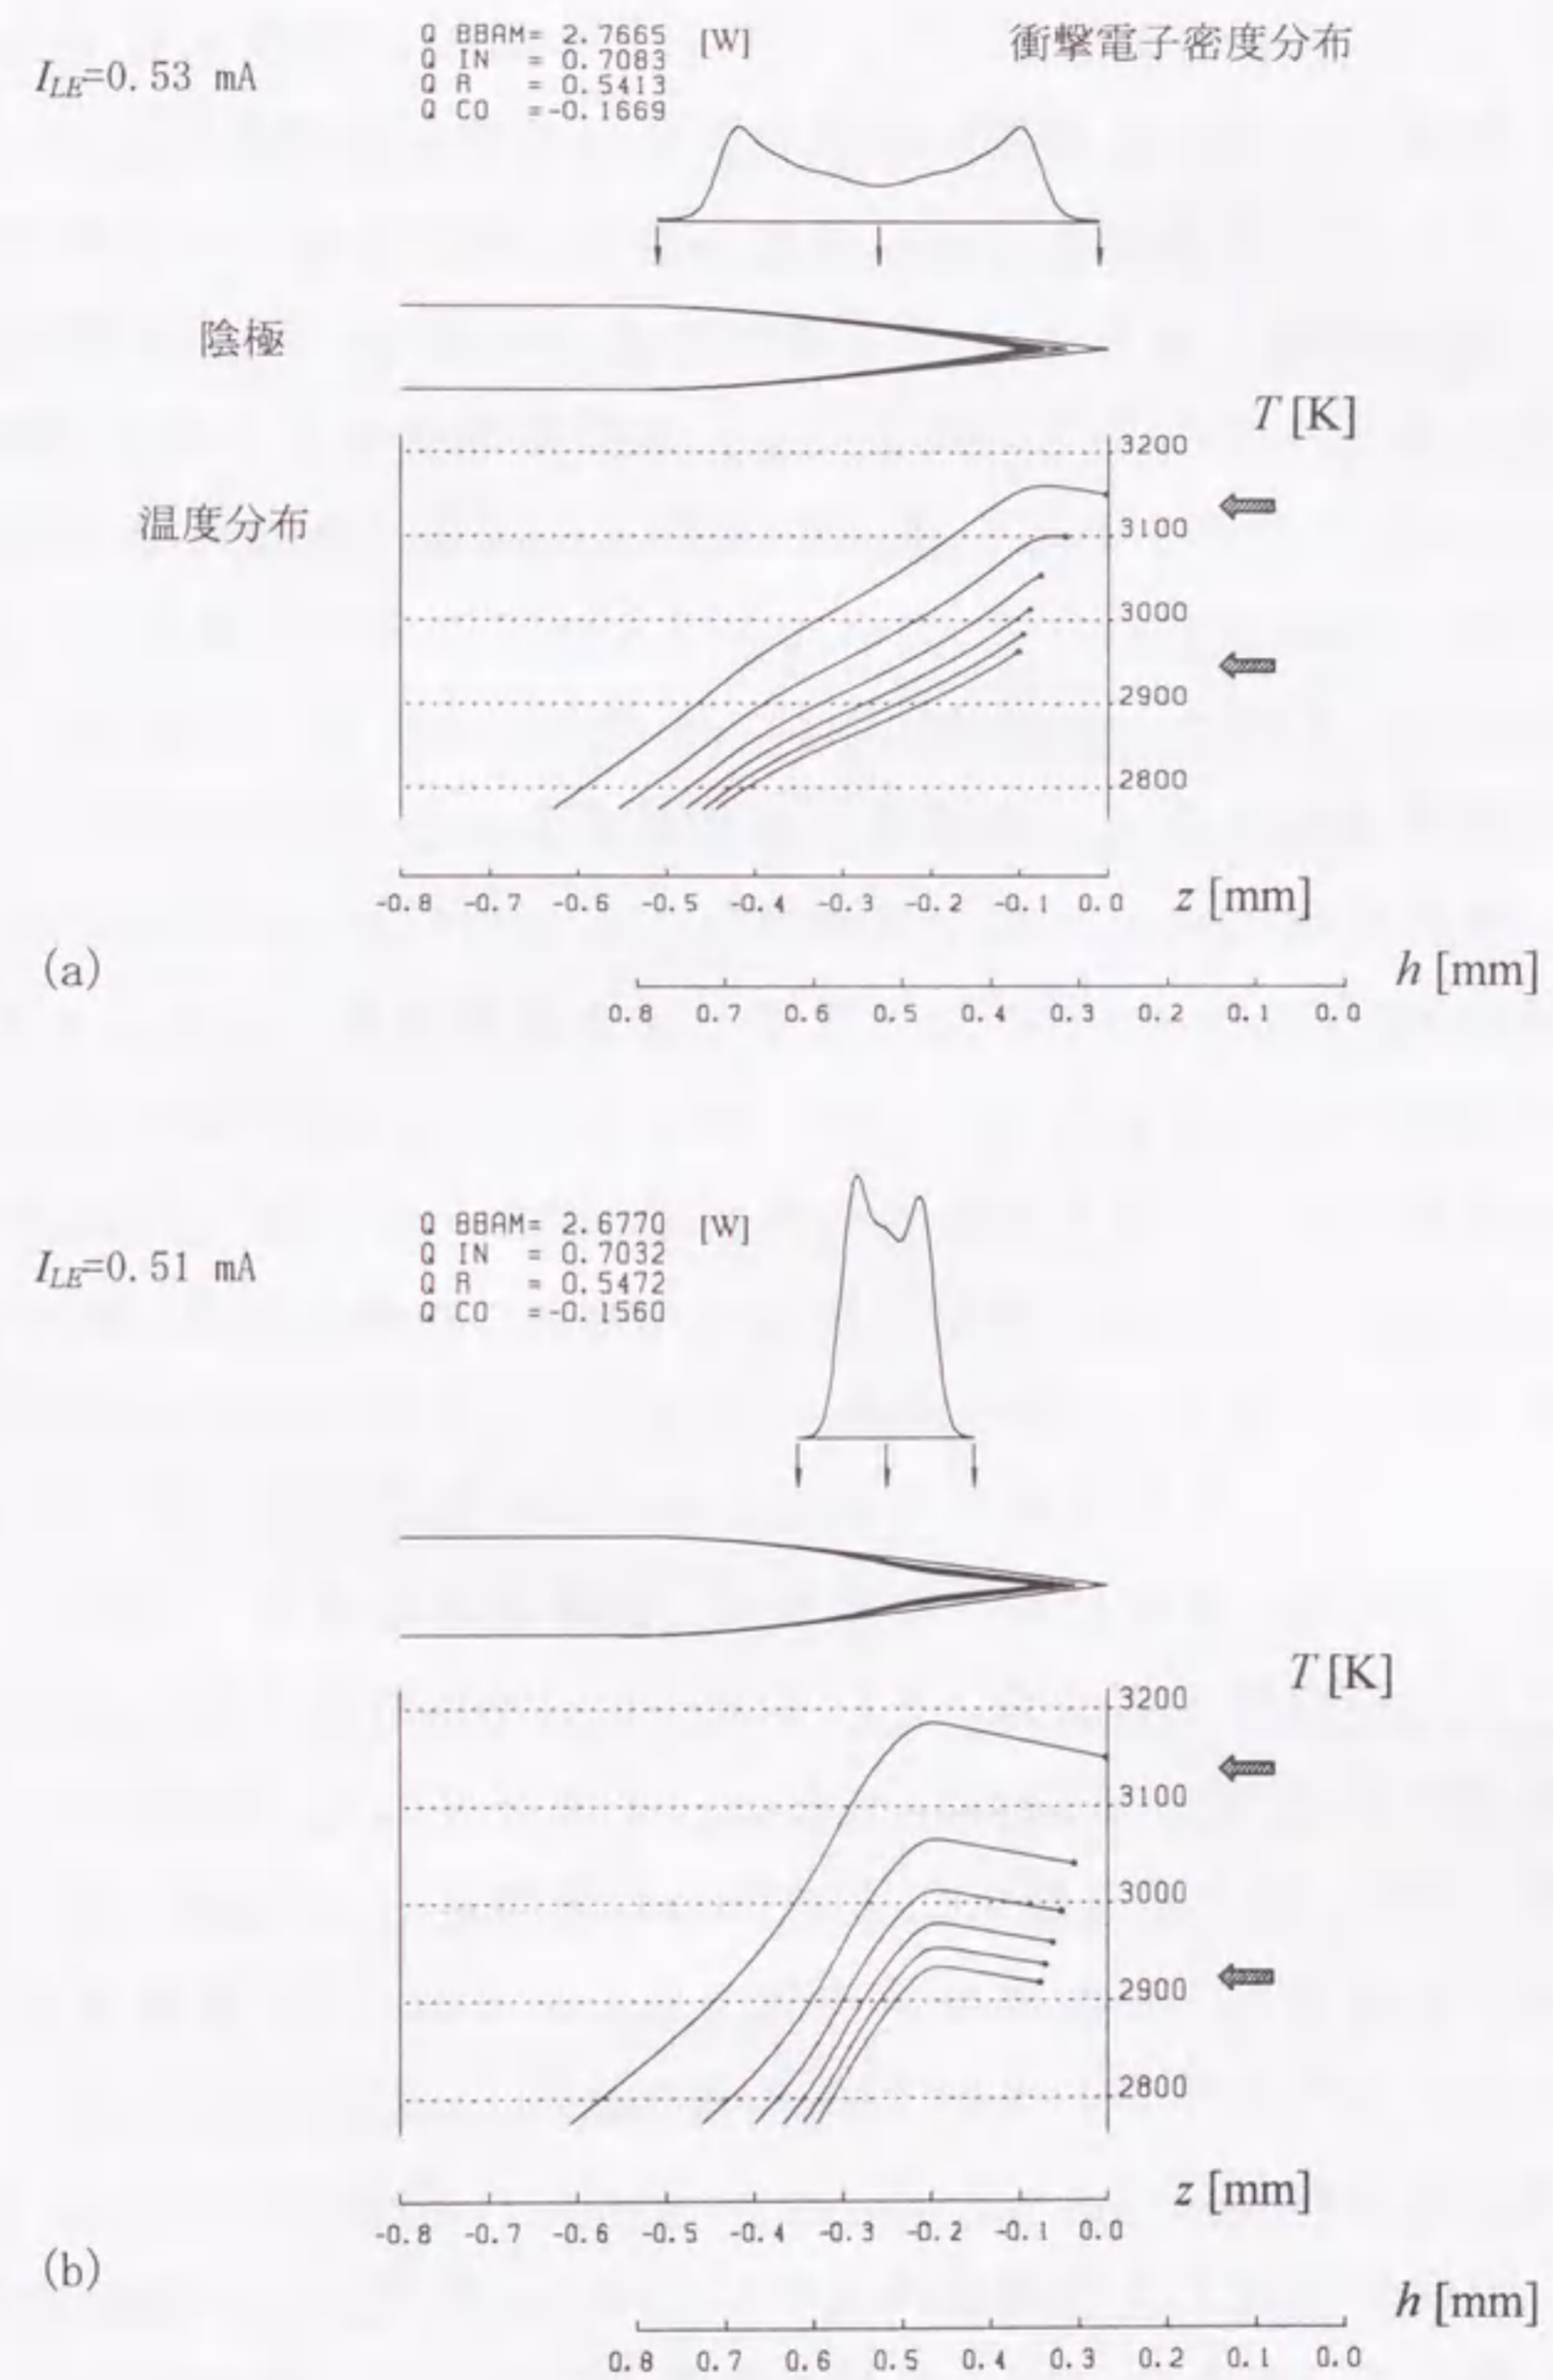 衝撃電子密度分布
I_LE=0.53 mA
Q BBAM= 2.7665 [W]
Q IN = 0.7083
Q R = 0.5413
Q CO =-0.1669
陰極
T [K]
温度分布
3200
3100
3000
2900
2800
-0.8 -0.7 -0.6 -0.5 -0.4 -0.3 -0.2 -0.1 0.0 z [mm]
(a)
h [mm]
0.8 0.7 0.6 0.5 0.4 0.3 0.2 0.1 0.0
I_LE=0.51 mA
Q BBAM= 2.6770 [W]
Q IN = 0.7032
Q R = 0.5472
Q CO =-0.1560
T [K]
3200
3100
3000
2900
2800
z [mm]
-0.8 -0.7 -0.6 -0.5 -0.4 -0.3 -0.2 -0.1 0.0
(b)
h [mm]
0.8 0.7 0.6 0.5 0.4 0.3 0.2 0.1 0.0